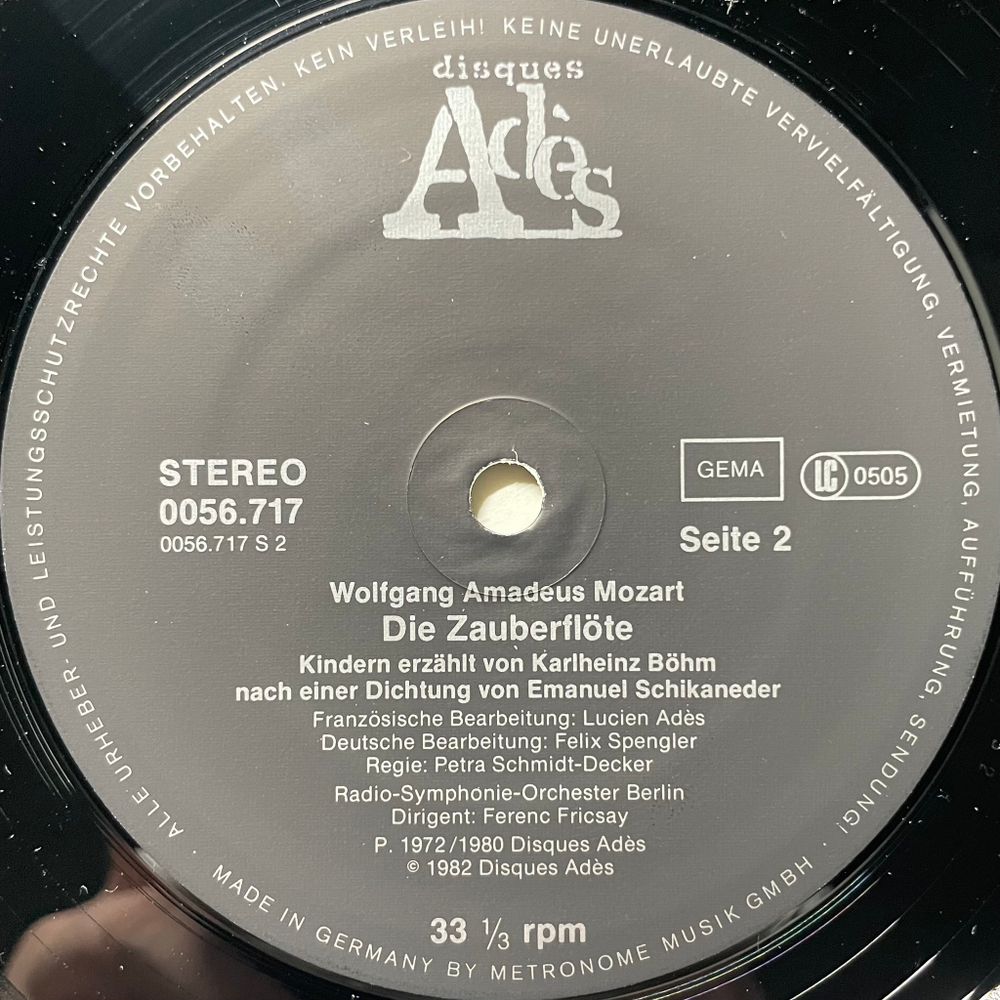 ALLE URHEBER- UND LEISTUNGSSCHUTZRECHTE VORBEHALTEN. KEIN VERLEIH! KEINE UNERLAUBTE VERVIELFÄLTIGUNG, VERMIETUNG, AUFFÜHRUNG, SENDUNG!
disques
Adès
STEREO
0056.717
0056.717 S 2
GEMA
LC 0505
Seite 2
Wolfgang Amadeus Mozart
Die Zauberflöte
Kindern erzählt von Karlheinz Böhm
nach einer Dichtung von Emanuel Schikaneder
Französische Bearbeitung: Lucien Adès
Deutsche Bearbeitung: Felix Spengler
Regie: Petra Schmidt-Decker
Radio-Symphonie-Orchester Berlin
Dirigent: Ferenc Fricsay
P. 1972/1980 Disques Adès
© 1982 Disques Adès
33 ⅓ rpm
· MADE IN GERMANY BY METRONOME MUSIK GMBH ·